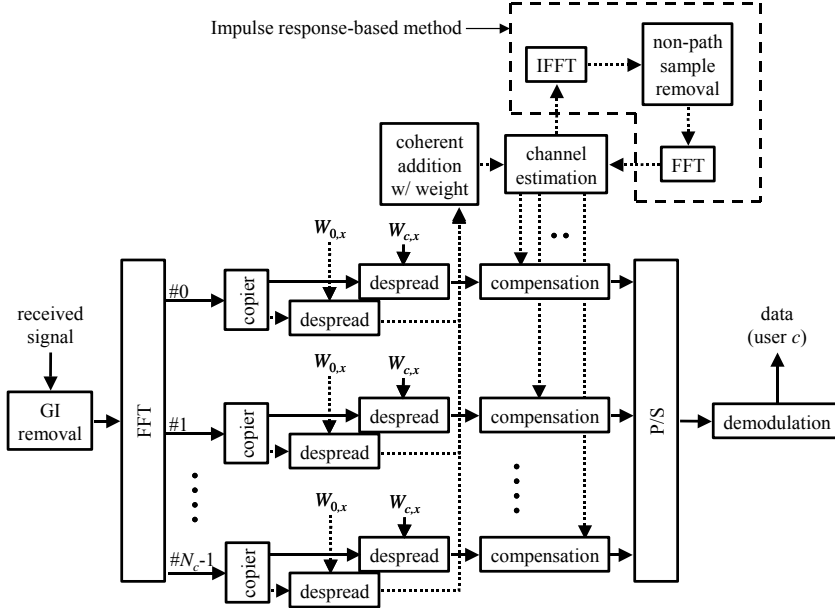 Impulse response-based method
IFFT
non-path
sample
removal
coherent
addition
w/ weight
channel
estimation
FFT
W0,x
Wc,x
#0
copier
despread
despread
compensation
received
signal
GI
removal
FFT
data
(user c)
W0,x
Wc,x
#1
copier
despread
despread
compensation
P/S
demodulation
W0,x
Wc,x
#Nc-1
copier
despread
despread
compensation